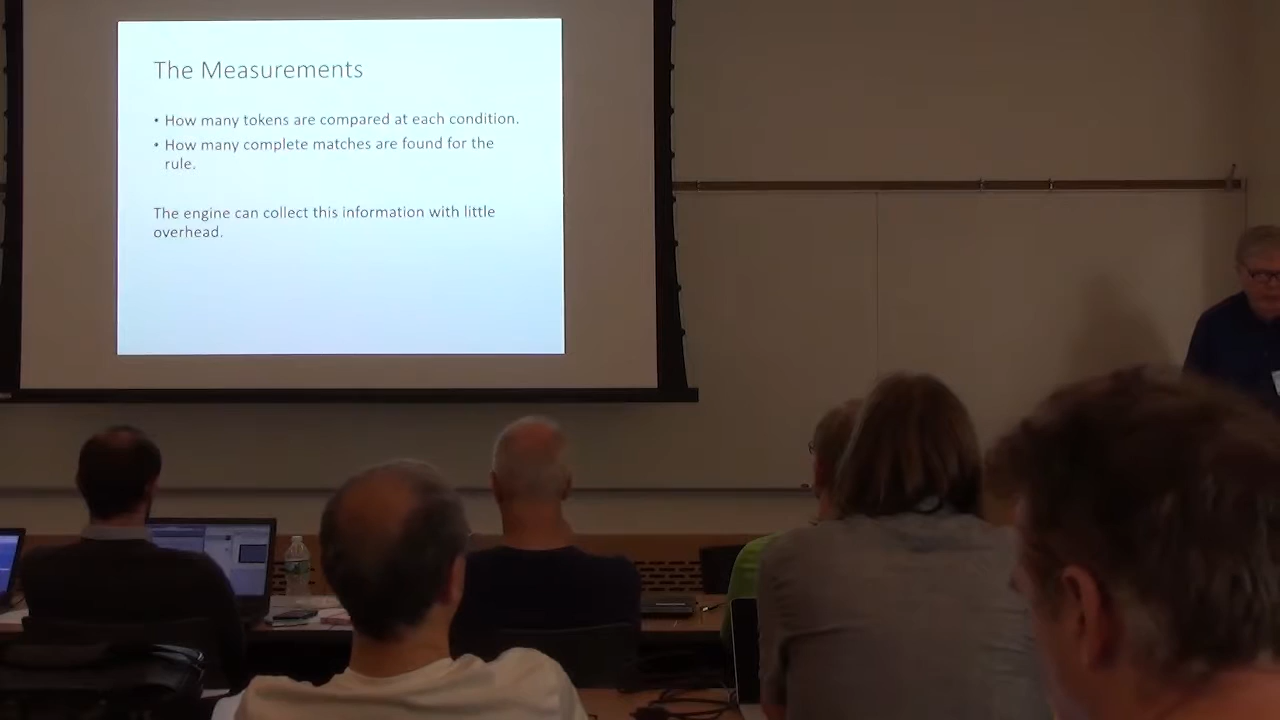 The Measurements
• How many tokens are compared at each condition.
• How many complete matches are found for the
rule.
The engine can collect this information with little
overhead.